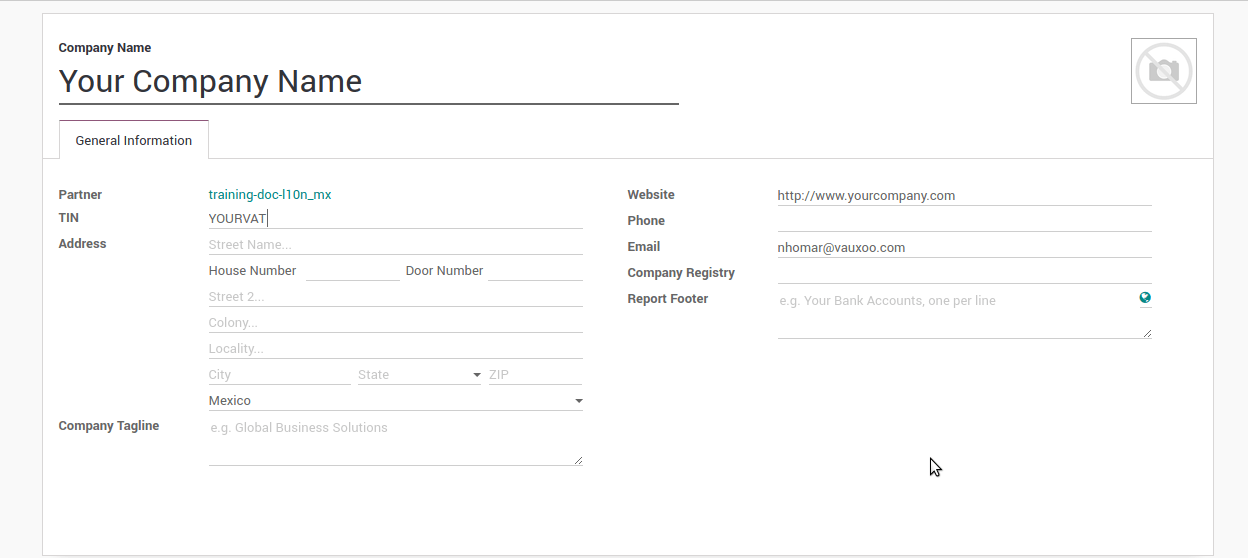 Company Name
Your Company Name
General Information
Partner training-doc-l10n_mx
TIN YOURVAT
Address Street Name...
House Number Door Number
Street 2...
Colony...
Locality...
City State ZIP
Mexico
Company Tagline e.g. Global Business Solutions
Website http://www.yourcompany.com
Phone
Email nhomar@vauxoo.com
Company Registry
Report Footer e.g. Your Bank Accounts, one per line